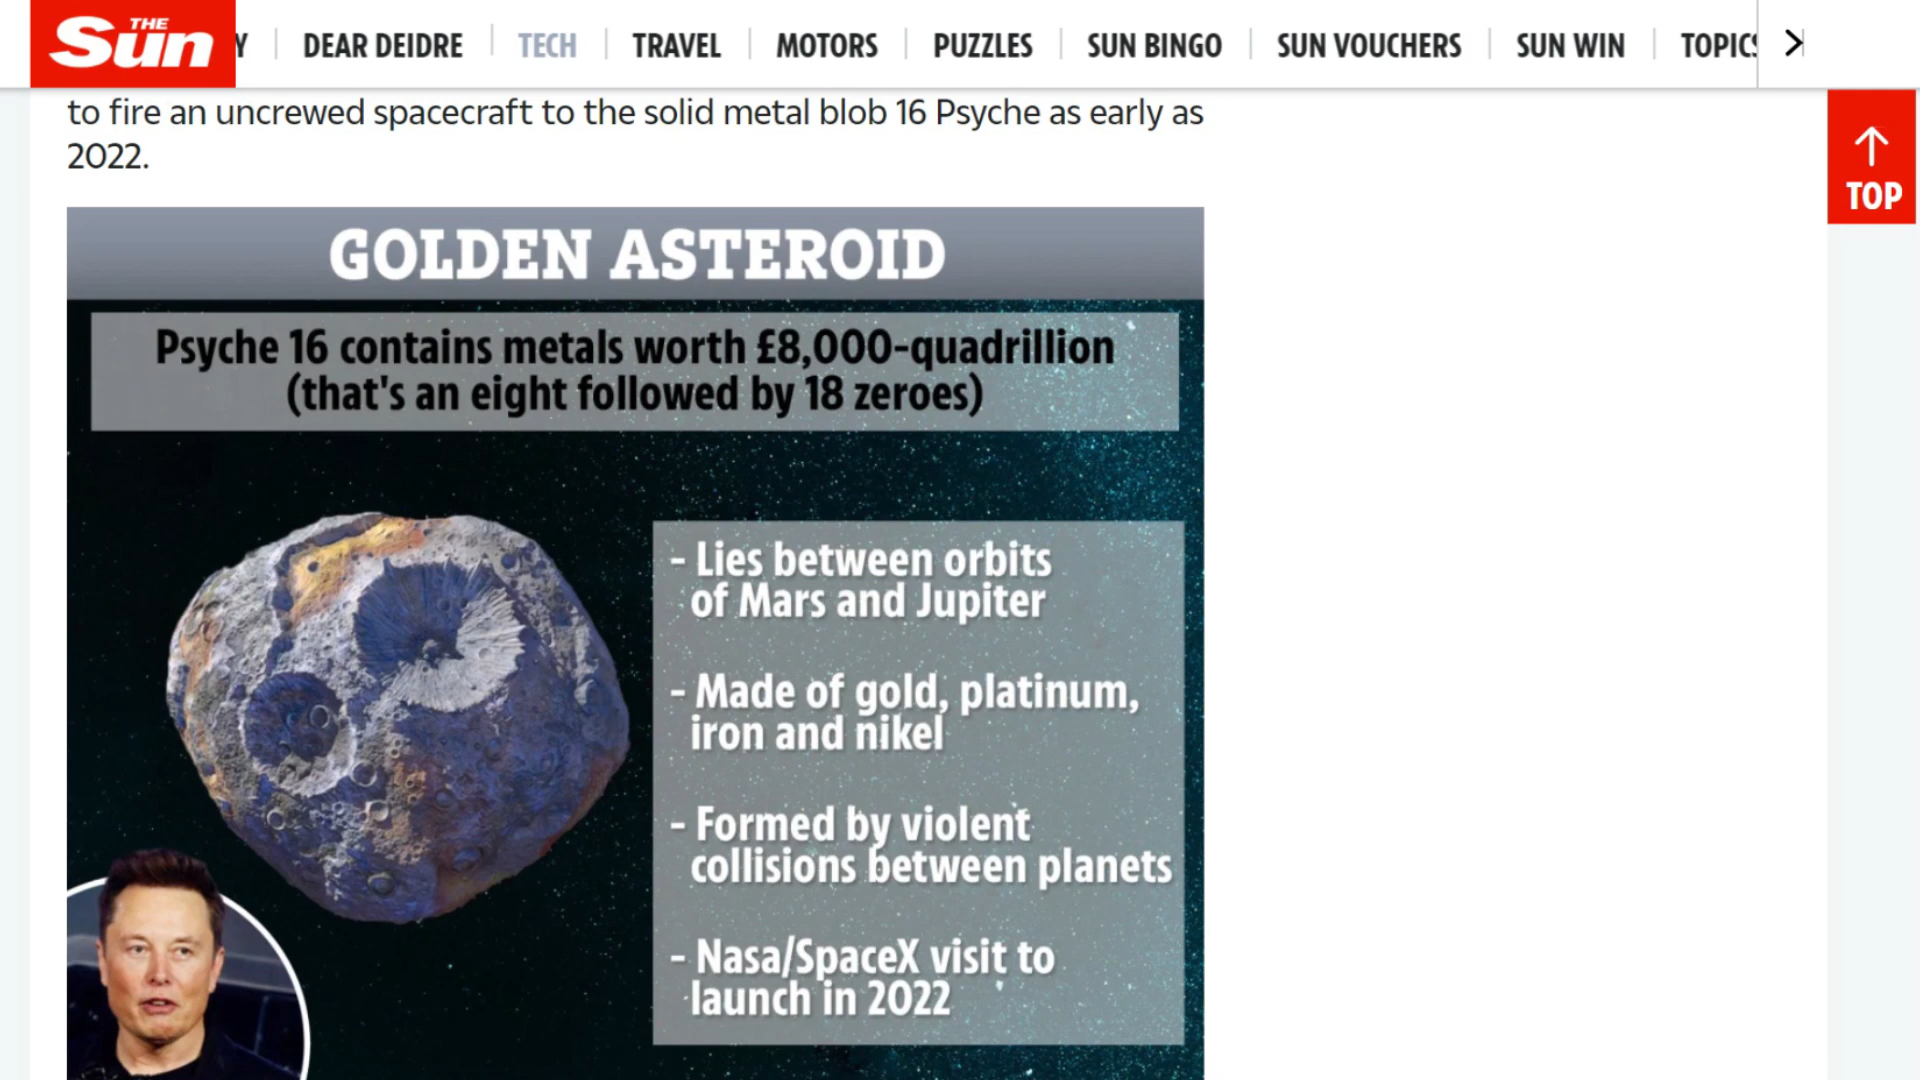 THE
Sun
Y
DEAR DEIDRE
TECH
TRAVEL
MOTORS
PUZZLES
SUN BINGO
SUN VOUCHERS
SUN WIN
TOPICS
to fire an uncrewed spacecraft to the solid metal blob 16 Psyche as early as
2022.
TOP
GOLDEN ASTEROID
Psyche 16 contains metals worth £8,000-quadrillion
(that's an eight followed by 18 zeroes)
- Lies between orbits
of Mars and Jupiter
- Made of gold, platinum,
iron and nikel
- Formed by violent
collisions between planets
- Nasa/SpaceX visit to
launch in 2022